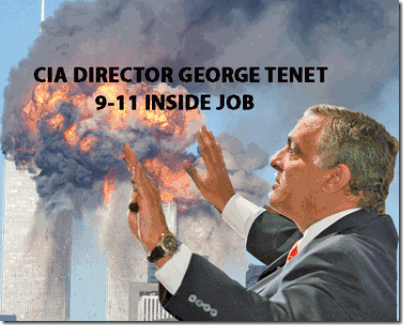 CIA DIRECTOR GEORGE TENET
9-11 INSIDE JOB